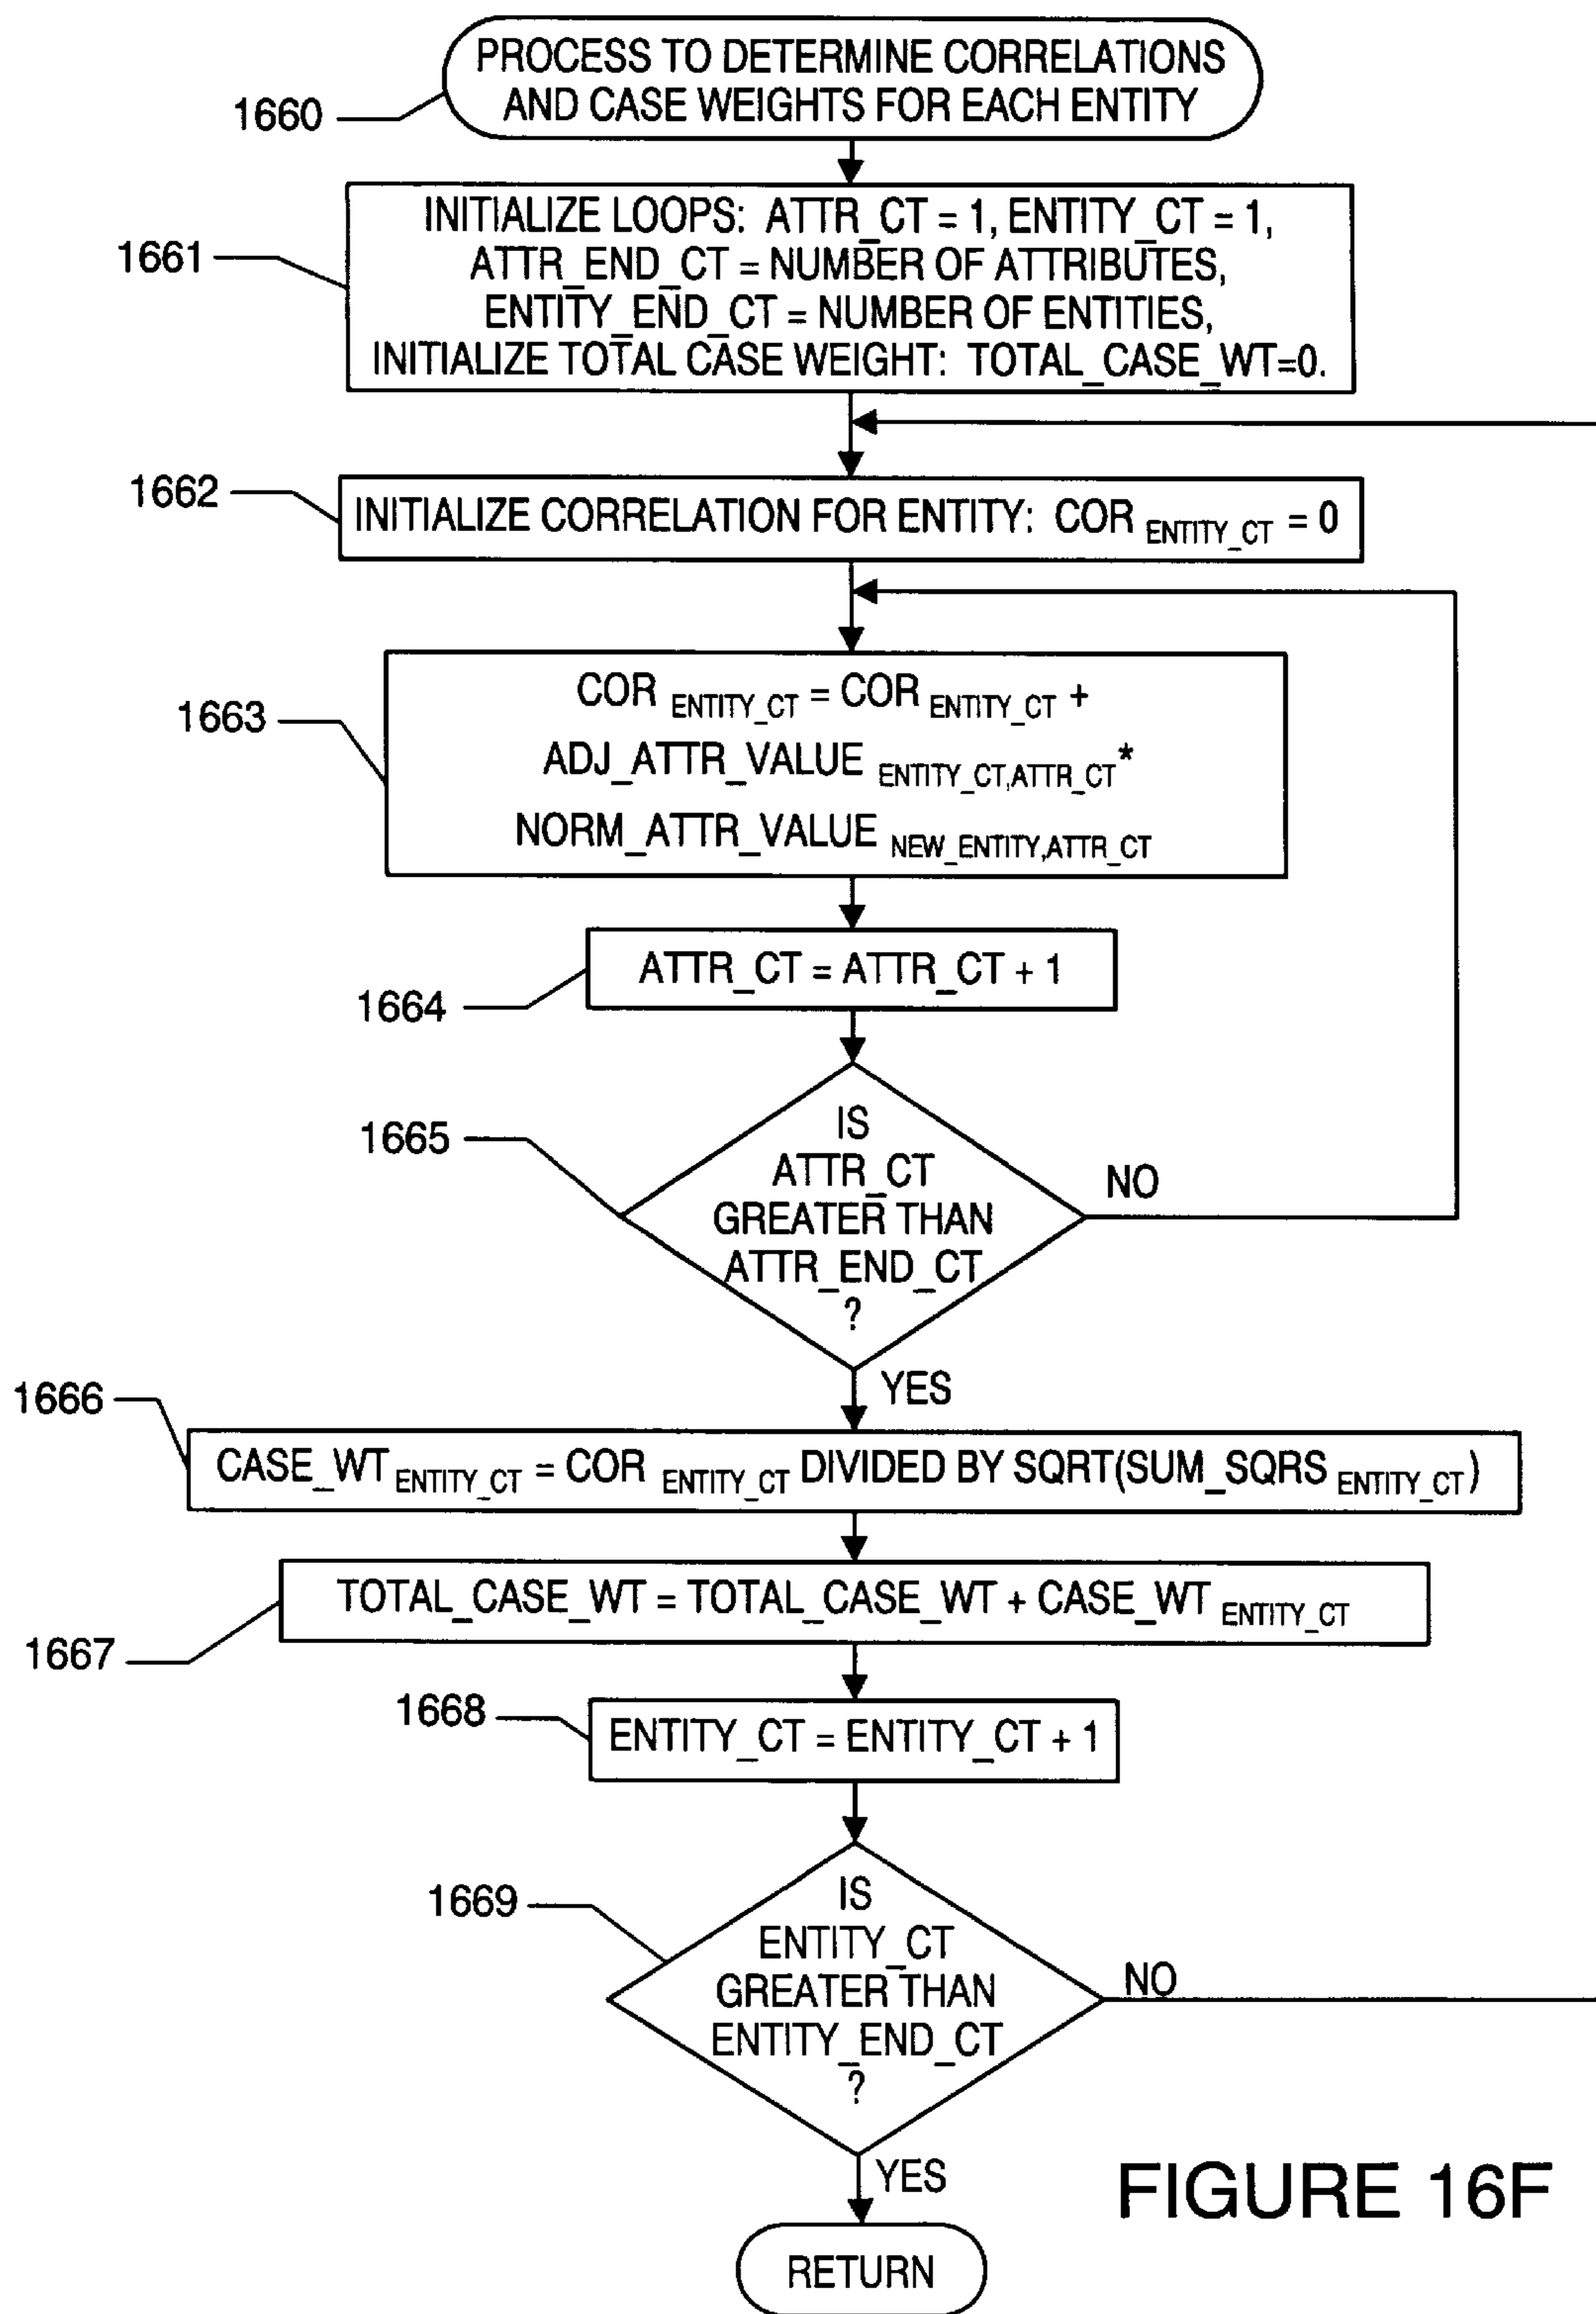 PROCESS TO DETERMINE CORRELATIONS
AND CASE WEIGHTS FOR EACH ENTITY
1660
INITIALIZE LOOPS: ATTR_CT = 1, ENTITY_CT = 1,
ATTR_END_CT = NUMBER OF ATTRIBUTES,
ENTITY_END_CT = NUMBER OF ENTITIES,
INITIALIZE TOTAL CASE WEIGHT: TOTAL_CASE_WT=0.
1661
1662
INITIALIZE CORRELATION FOR ENTITY: COR ENTITY_CT = 0
1663
COR ENTITY_CT = COR ENTITY_CT +
ADJ_ATTR_VALUE ENTITY_CT,ATTR_CT*
NORM_ATTR_VALUE NEW_ENTITY,ATTR_CT
ATTR_CT = ATTR_CT + 1
1664
1665
IS
ATTR_CT
GREATER THAN
ATTR_END_CT
?
NO
YES
1666
CASE_WT ENTITY_CT = COR ENTITY_CT DIVIDED BY SQRT(SUM_SQRS ENTITY_CT)
TOTAL_CASE_WT = TOTAL_CASE_WT + CASE_WT ENTITY_CT
1667
1668
ENTITY_CT = ENTITY_CT + 1
1669
IS
ENTITY_CT
GREATER THAN
ENTITY_END_CT
?
NO
YES
FIGURE 16F
RETURN